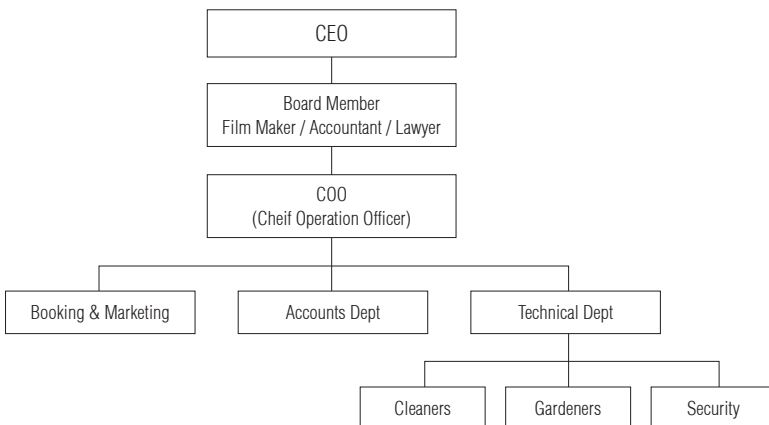 CEO
Board Member
Film Maker / Accountant / Lawyer
COO
(Cheif Operation Officer)
Booking & Marketing
Accounts Dept
Technical Dept
Cleaners
Gardeners
Security